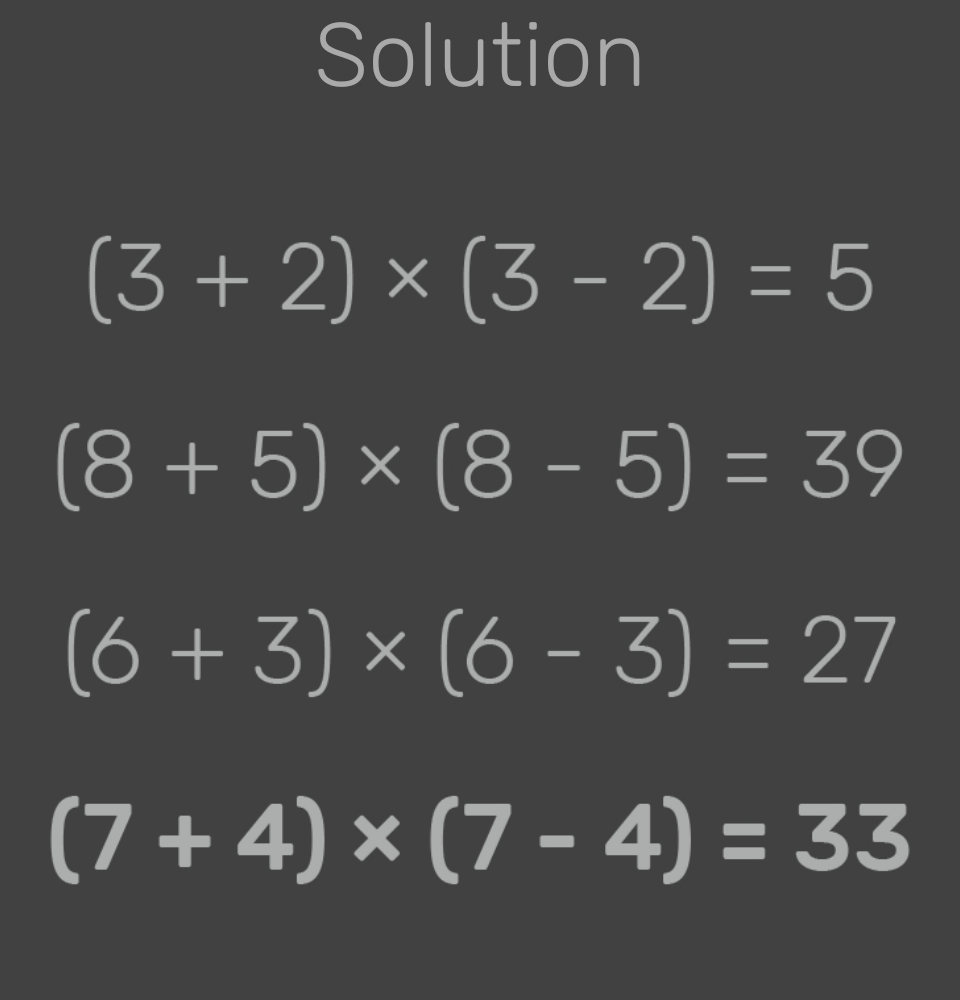 Solution
(3 + 2) × (3 - 2) = 5
(8 + 5) × (8 - 5) = 39
(6 + 3) × (6 - 3) = 27
(7 + 4) × (7 - 4) = 33